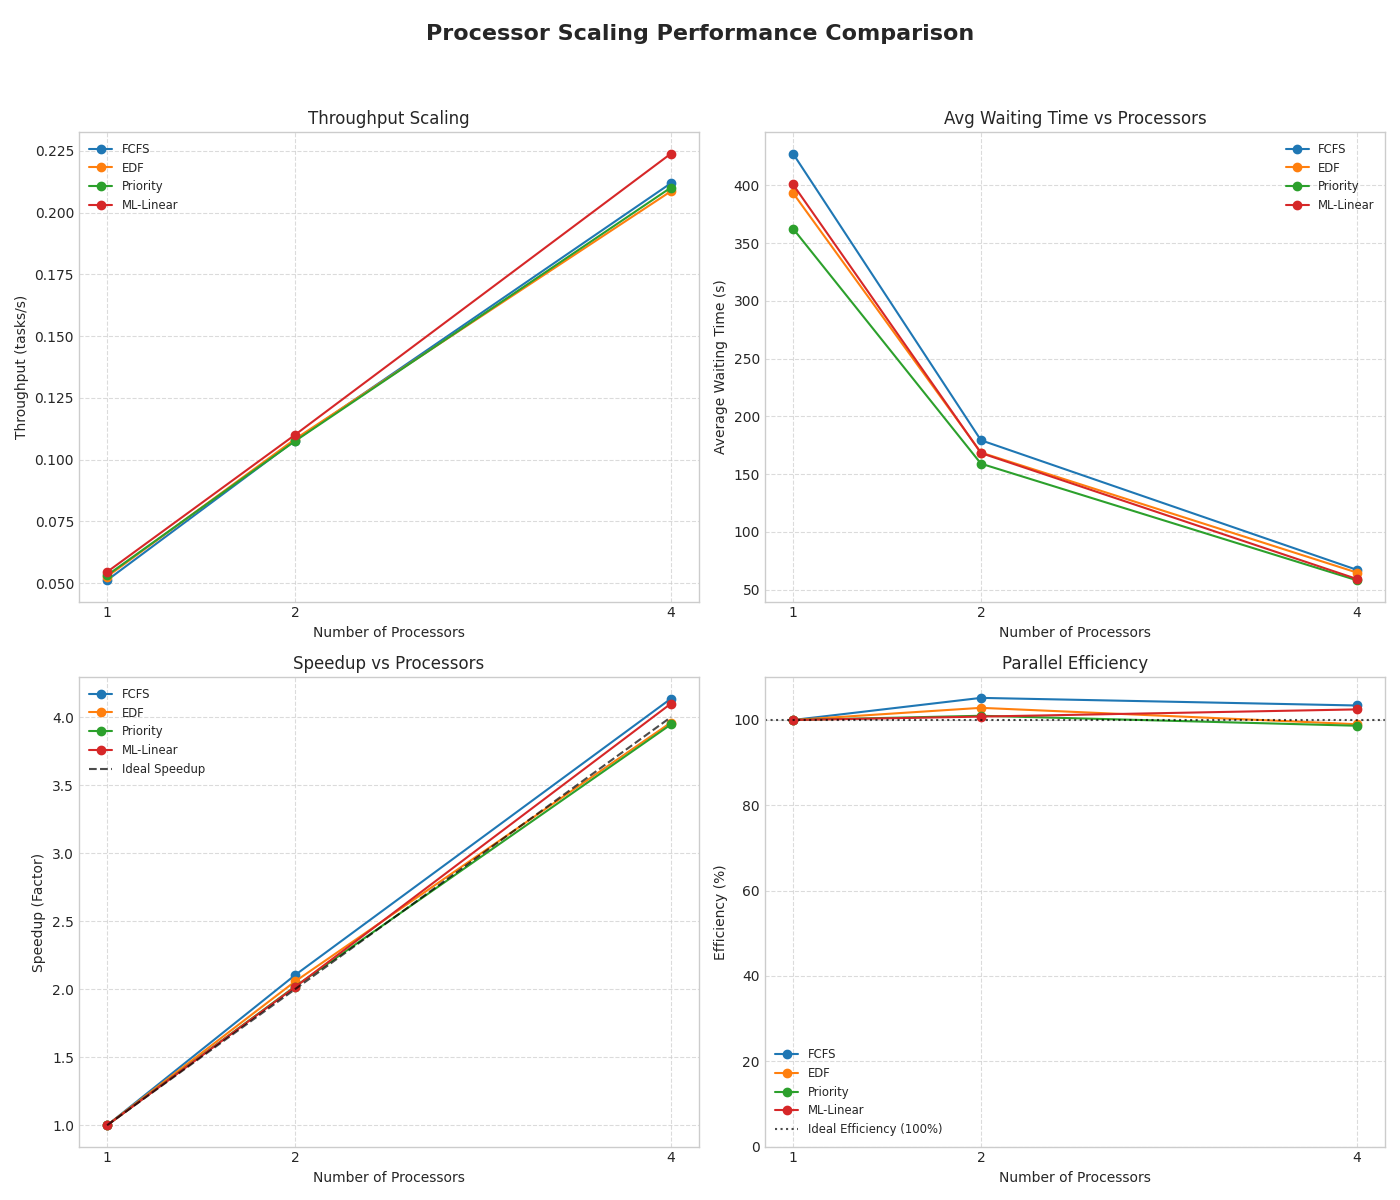 Processor Scaling Performance Comparison
Throughput Scaling
0.225
0.200
0.175
0.150
0.125
0.100
0.075
0.050
Throughput (tasks/s)
FCFS
EDF
Priority
ML-Linear
1
2
4
Number of Processors
Avg Waiting Time vs Processors
400
350
300
250
200
150
100
50
Average Waiting Time (s)
FCFS
EDF
Priority
ML-Linear
1
2
4
Number of Processors
Speedup vs Processors
4.0
3.5
3.0
2.5
2.0
1.5
1.0
Speedup (Factor)
FCFS
EDF
Priority
ML-Linear
Ideal Speedup
1
2
4
Number of Processors
Parallel Efficiency
100
80
60
40
20
0
Efficiency (%)
FCFS
EDF
Priority
ML-Linear
Ideal Efficiency (100%)
1
2
4
Number of Processors